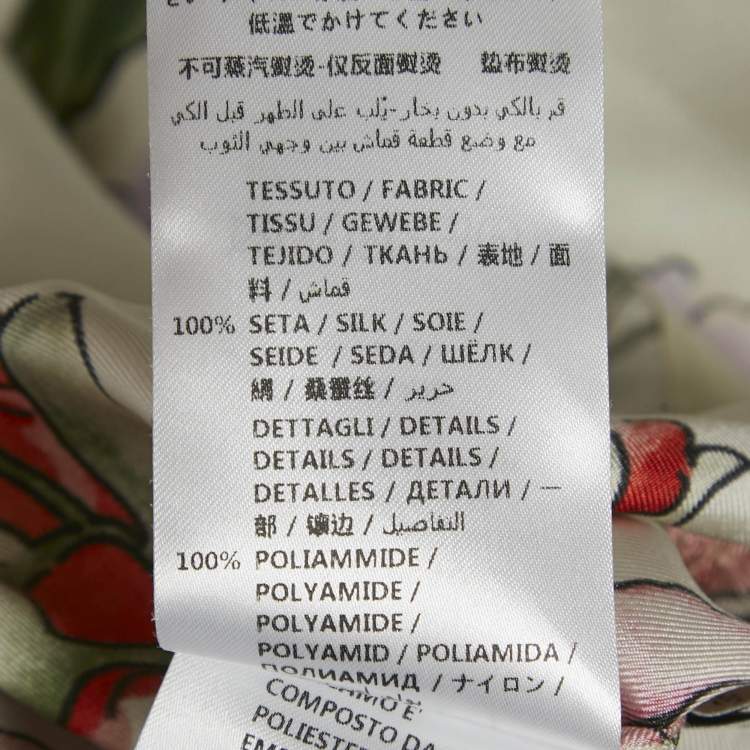 低温でかけてください
不可蒸汽熨烫-仅反面熨烫 垫布熨烫
قم بالكي بدون بخار-يُلب على الظهر قبل الكي
مع وضع قطعة قماش بين وجهي الثوب
TESSUTO / FABRIC /
TISSU / GEWEBE /
TEJIDO / ТКАНЬ / 表地 / 面
料 / قماش
100% SETA / SILK / SOIE /
SEIDE / SEDA / ШЁЛК /
絹 / 桑蚕丝 / حرير
DETTAGLI / DETAILS /
DETAILS / DETAILS /
DETALLES / ДЕТАЛИ / 一
部 / 镶边 / التفاصيل
100% POLIAMMIDE /
POLYAMIDE /
POLYAMIDE /
POLYAMID / POLIAMIDA /
ПОЛИАМИД / ナイロン /
COMPOSTO DA
POLIESTER